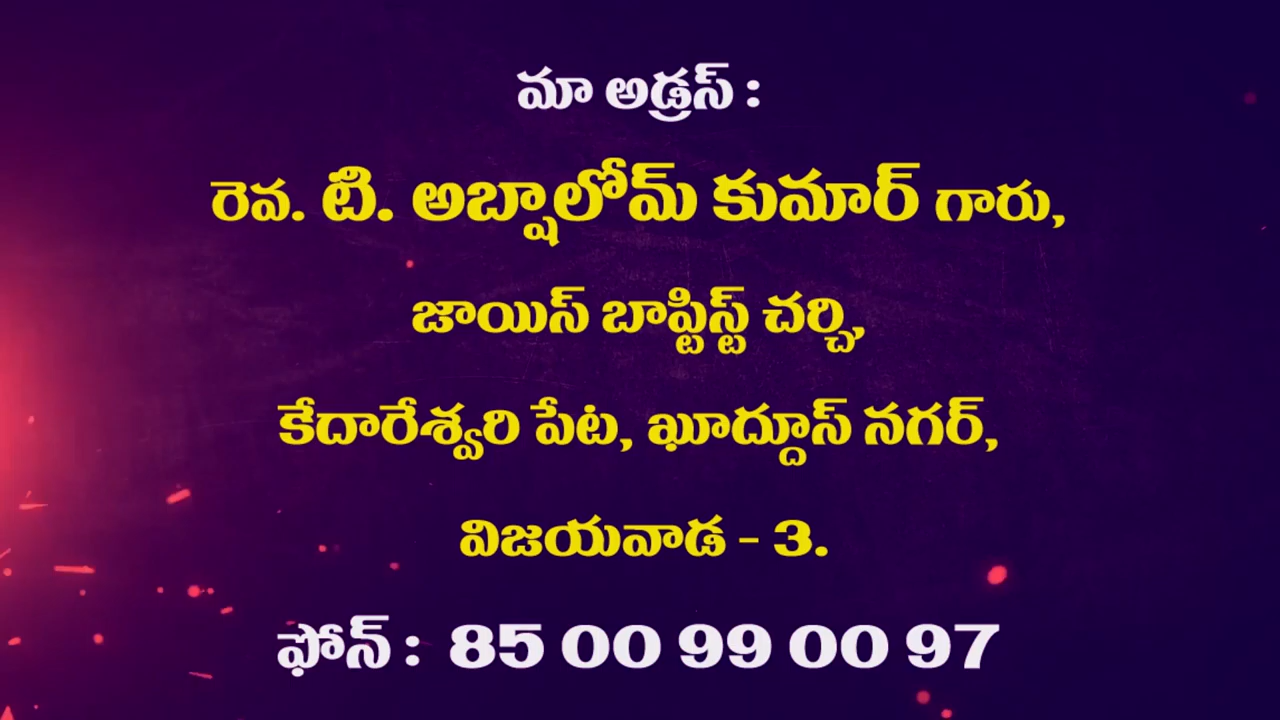 మా అడ్రస్ :
రెవ. టి. అబ్షాలోమ్ కుమార్ గారు,
జాయిస్ బాప్టిస్ట్ చర్చి,
కేదారేశ్వరి పేట, ఖూద్దూస్ నగర్,
విజయవాడ - 3.
ఫోన్ : 85 00 99 00 97